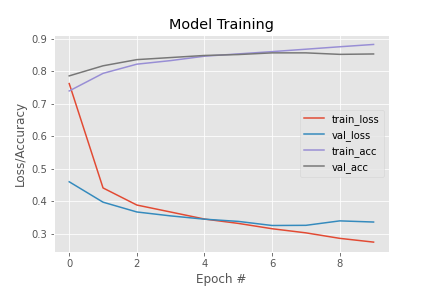 Model Training
Loss/Accuracy
0.9
0.8
0.7
0.6
0.5
0.4
0.3
train_loss
val_loss
train_acc
val_acc
0 2 4 6 8
Epoch #